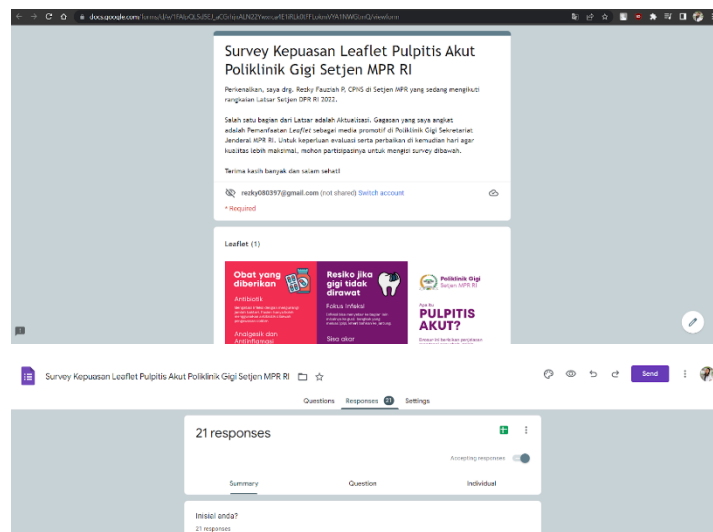 docs.google.com/forms/d/e/
Survey Kepuasan Leaflet Pulpitis Akut
Poliklinik Gigi Setjen MPR RI
Perkenalkan, saya drg. Rezky Fauziah P, CPNS di Setjen MPR yang sedang mengikuti
rangkaian Latsar Setjen DPR RI 2022.
Salah satu bagian dari Latsar adalah Aktualisasi. Gagasan yang saya angkat
adalah Pemanfaatan Leaflet sebagai media promotif di Poliklinik Gigi Sekretariat
Jenderal MPR RI. Untuk keperluan evaluasi serta perbaikan di kemudian hari agar
kualitas lebih maksimal, mohon partisipasinya untuk mengisi survey dibawah.
Terima kasih banyak dan salam sehat!
rezky080397@gmail.com (not shared) Switch account
* Required
Leaflet (1)
Obat yang
diberikan
Antibiotik
Analgesik dan
Antiinflamasi
Resiko jika
gigi tidak
dirawat
Fokus Infeksi
Sisa akar
Poliklinik Gigi
Setjen MPR RI
Apa itu
PULPITIS
AKUT?
Survey Kepuasan Leaflet Pulpitis Akut Poliklinik Gigi Setjen MPR RI
Send
Questions Responses 21 Settings
21 responses
Accepting responses
Summary Question Individual
Inisial anda?
21 responses